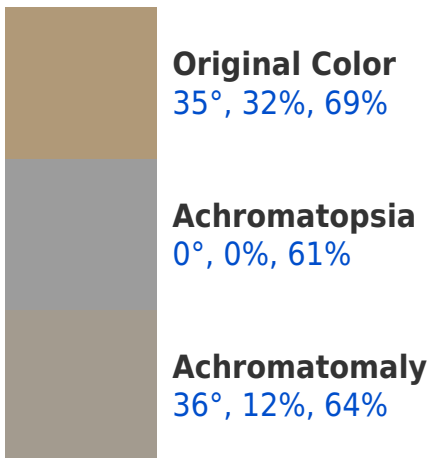 Original Color
35°, 32%, 69%
Achromatopsia
0°, 0%, 61%
Achromatomaly
36°, 12%, 64%